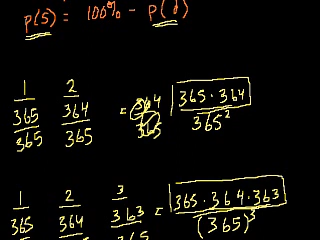 p(s) = 100% - p(d)
1 2
365 364 = 364 365·364
365 365 365 365²
1 2 3
365 364 363 = 365·364·363
365 (365)³